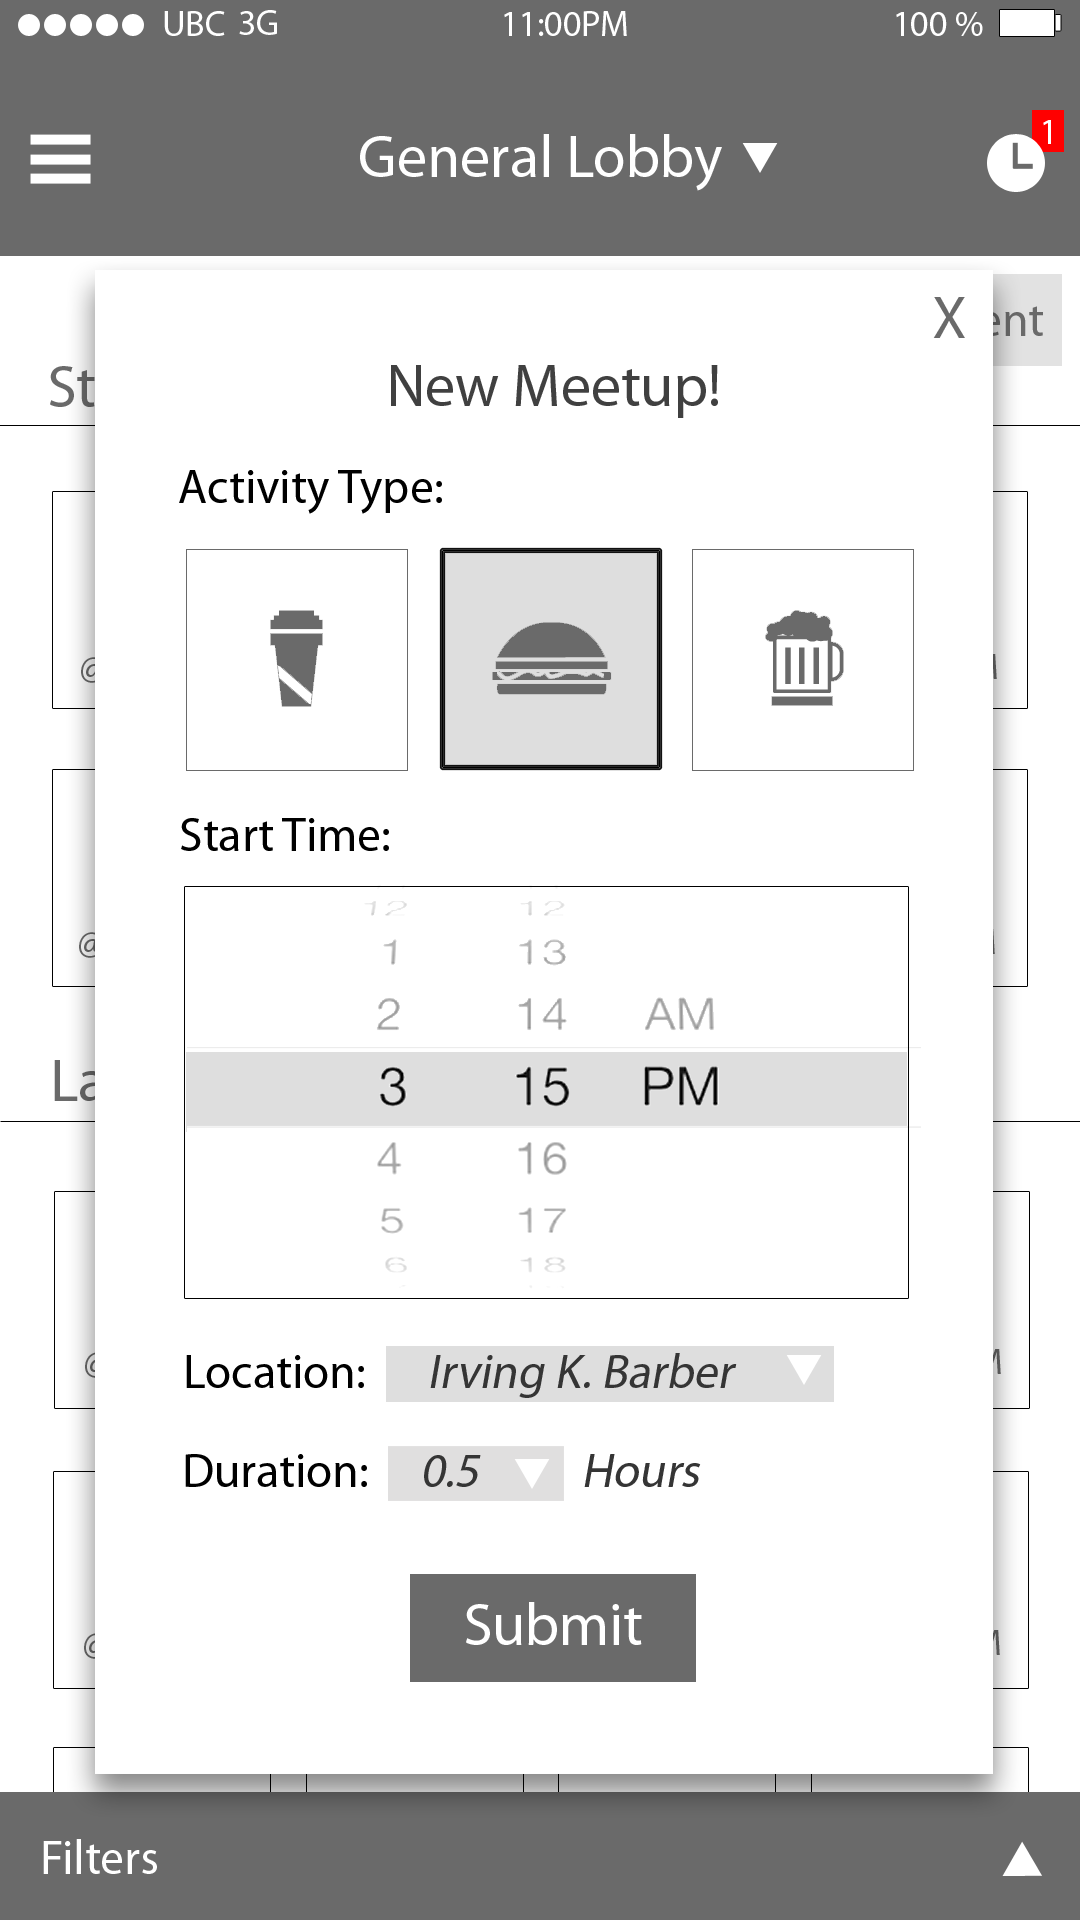 UBC 3G 11:00PM 100 %
General Lobby
1
X
ent
St
New Meetup!
Activity Type:
@
Start Time:
12 12
1 13
2 14 AM
3 15 PM
4 16
5 17
6 18
@
La
Location: Irving K. Barber
@
Duration: 0.5 Hours
Submit
@
Filters